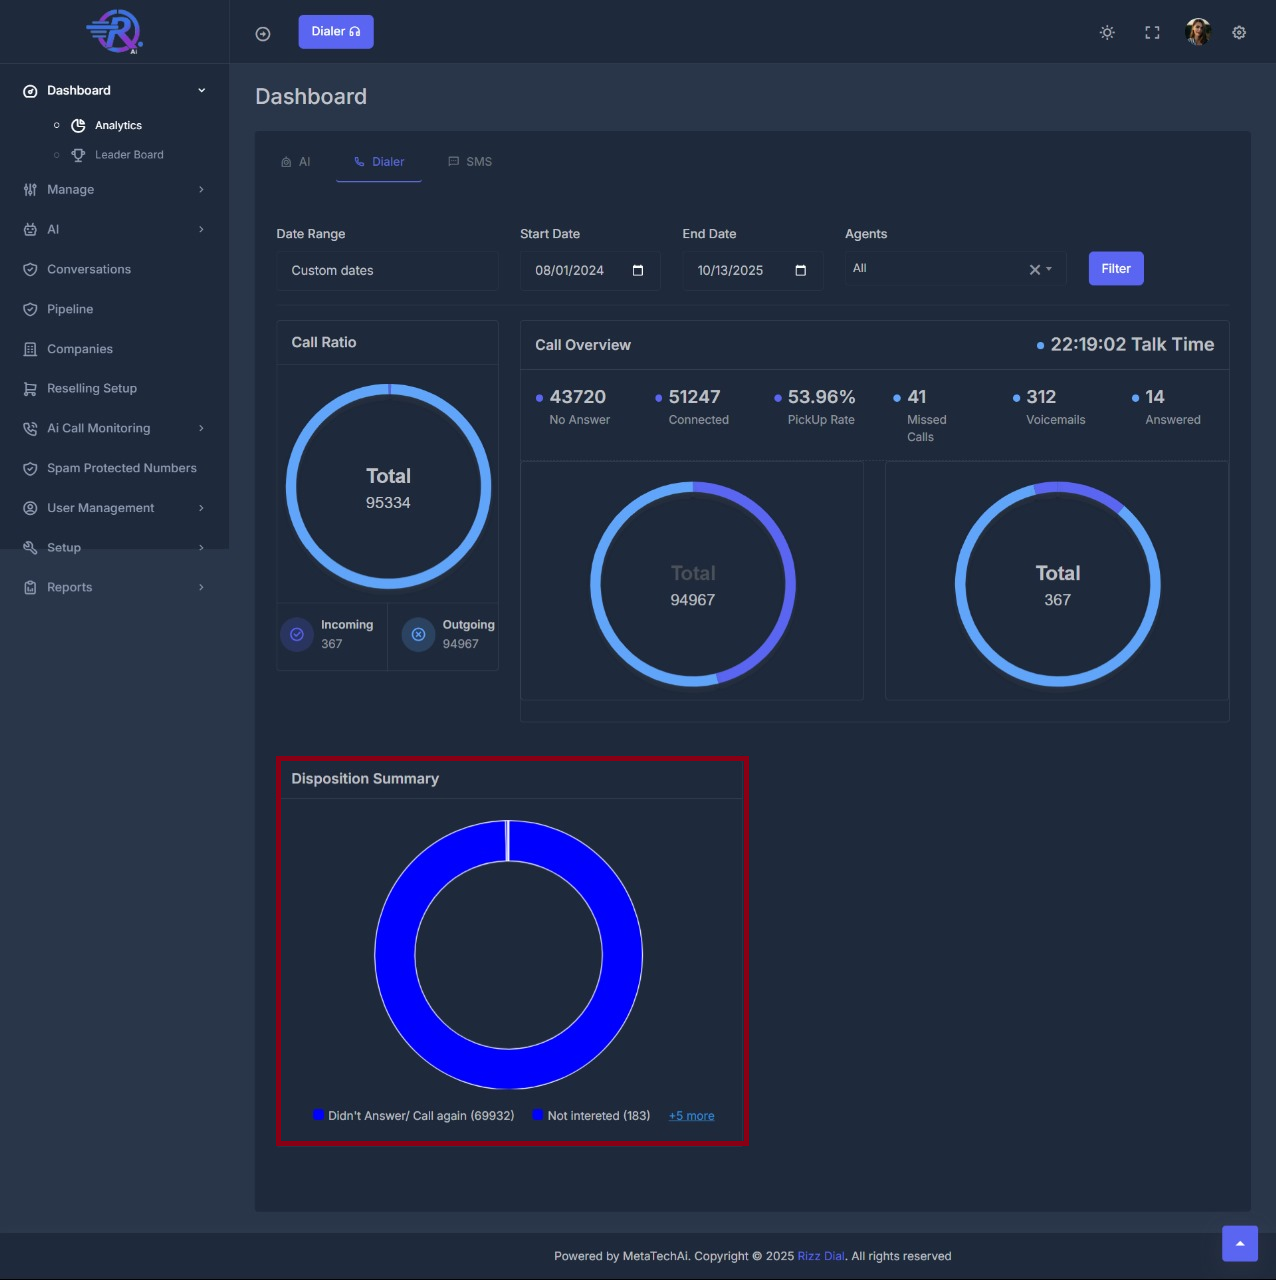 R.
AI
Dialer
Dashboard
Analytics
Leader Board
Manage
AI
Conversations
Pipeline
Companies
Reselling Setup
Ai Call Monitoring
Spam Protected Numbers
User Management
Setup
Reports
Dashboard
AI Dialer SMS
Date Range Start Date End Date Agents
Custom dates 08/01/2024 10/13/2025 All Filter
Call Ratio
Total
95334
Incoming
367
Outgoing
94967
Call Overview 22:19:02 Talk Time
43720
No Answer
51247
Connected
53.96%
PickUp Rate
41
Missed
Calls
312
Voicemails
14
Answered
Total
94967
Total
367
Disposition Summary
Didn't Answer/ Call again (69932) Not intereted (183) +5 more
Powered by MetaTechAi. Copyright © 2025 Rizz Dial. All rights reserved